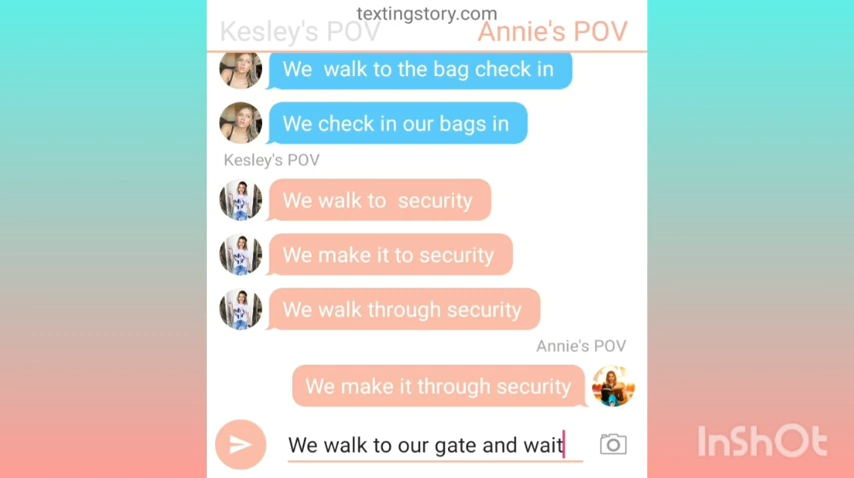 textingstory.com
Kesley's POV Annie's POV
We walk to the bag check in
We check in our bags in
Kesley's POV
We walk to security
We make it to security
We walk through security
Annie's POV
We make it through security
We walk to our gate and wait
InShOt